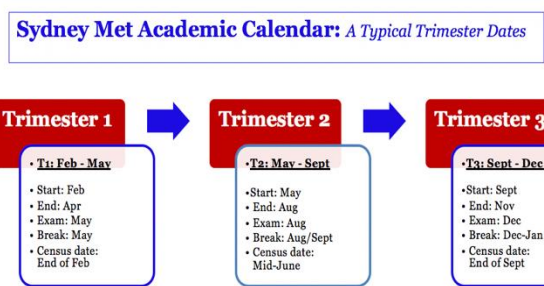 Sydney Met Academic Calendar: A Typical Trimester Dates
Trimester 1
• T1: Feb - May
• Start: Feb
• End: Apr
• Exam: May
• Break: May
• Census date:
End of Feb
Trimester 2
•T2: May - Sept
•Start: May
• End: Aug
• Exam: Aug
• Break: Aug/Sept
• Census date:
Mid-June
Trimester 3
•T3: Sept - Dec
•Start: Sept
• End: Nov
• Exam: Dec
• Break: Dec-Jan
• Census date:
End of Sept